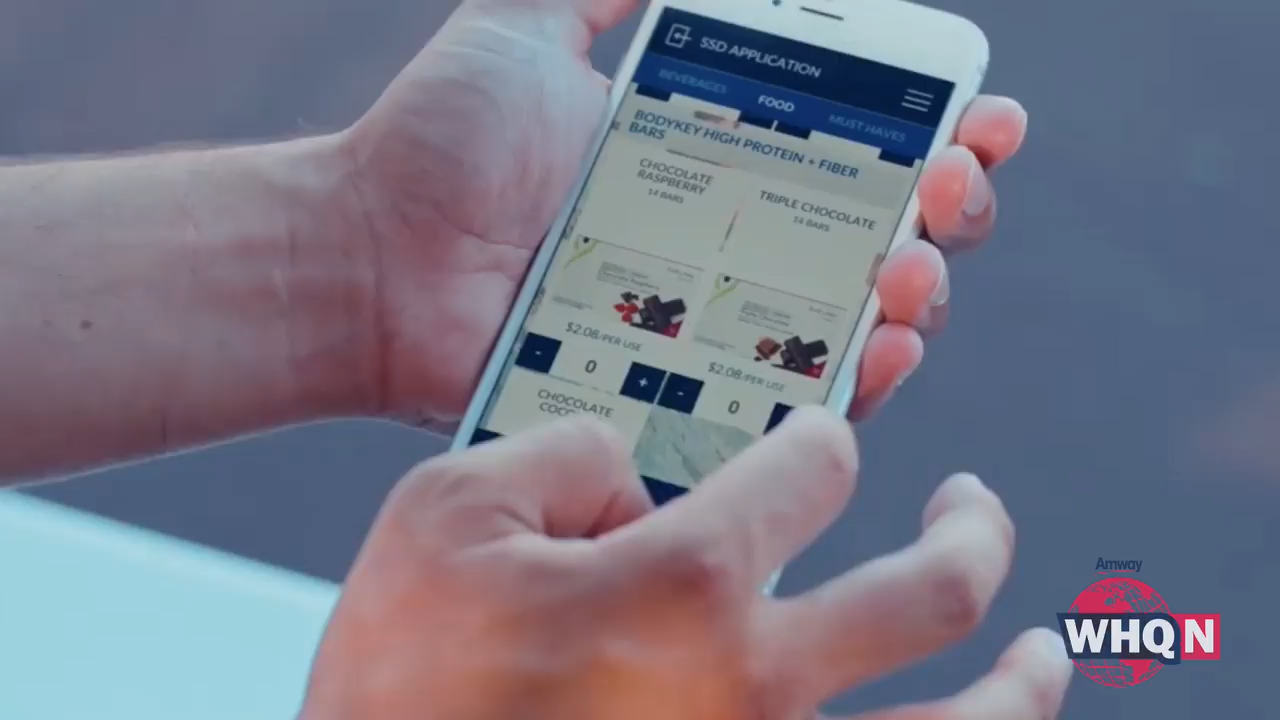 SSD APPLICATION
BEVERAGES
FOOD
MUST HAVES
BODYKEY HIGH PROTEIN + FIBER
BARS
CHOCOLATE
RASPBERRY
14 BARS
TRIPLE CHOCOLATE
14 BARS
$2.08/PER USE
$2.08/PER USE
-
0
+
-
0
CHOCOLATE
Amway
WHQN